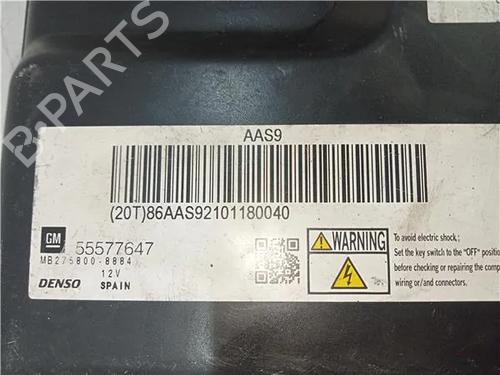 B-PARTS
AAS9
(20T)86AAS92101180040
GM 55577647
MB275800-8884
12V
DENSO SPAIN
WARNING
To avoid electric shock,;
Set the key switch to the "OFF" position
before checking or repairing the compo
wiring or/and connectors.